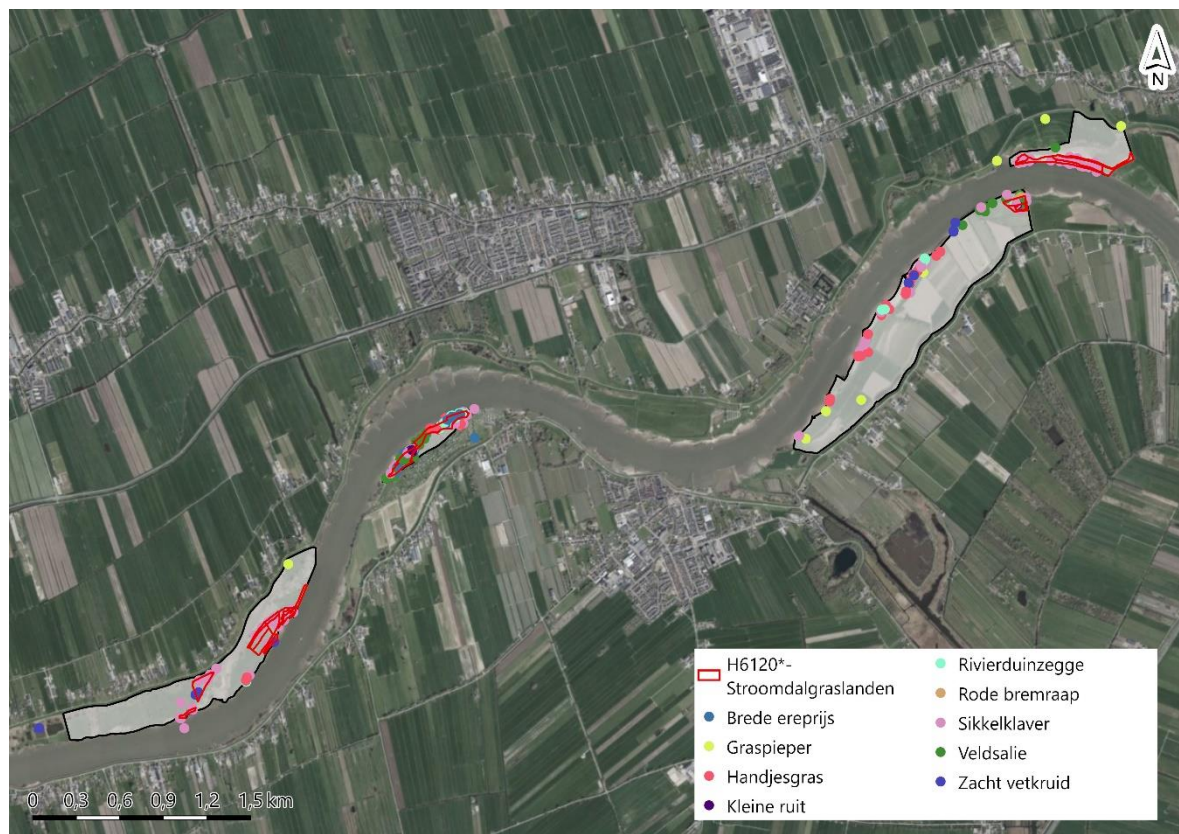 N
H6120*-
Stroomdalgraslanden
Brede ereprijs
Graspieper
Handjesgras
Kleine ruit
Rivierduinzegge
Rode bremraap
Sikkelklaver
Veldsalie
Zacht vetkruid
0 0,3 0,6 0,9 1,2 1,5 km